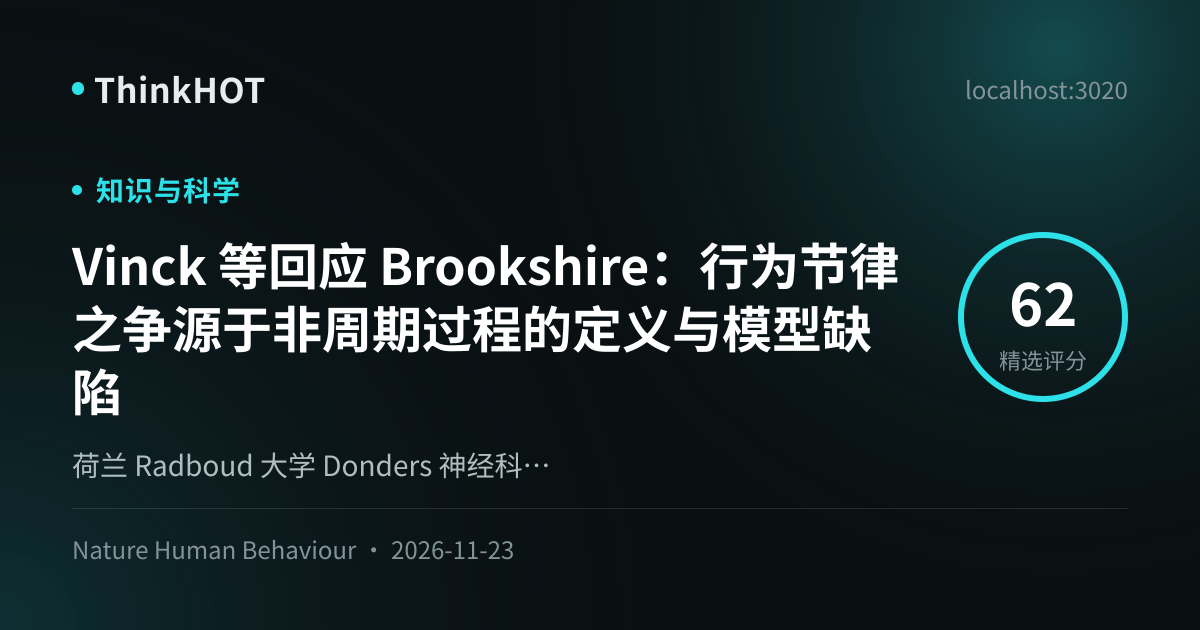 ThinkHOT
localhost:3020
知识与科学
Vinck 等回应 Brookshire：行为节律
之争源于非周期过程的定义与模型缺
陷
62
精选评分
荷兰 Radboud 大学 Donders 神经科…
Nature Human Behaviour • 2026-11-23